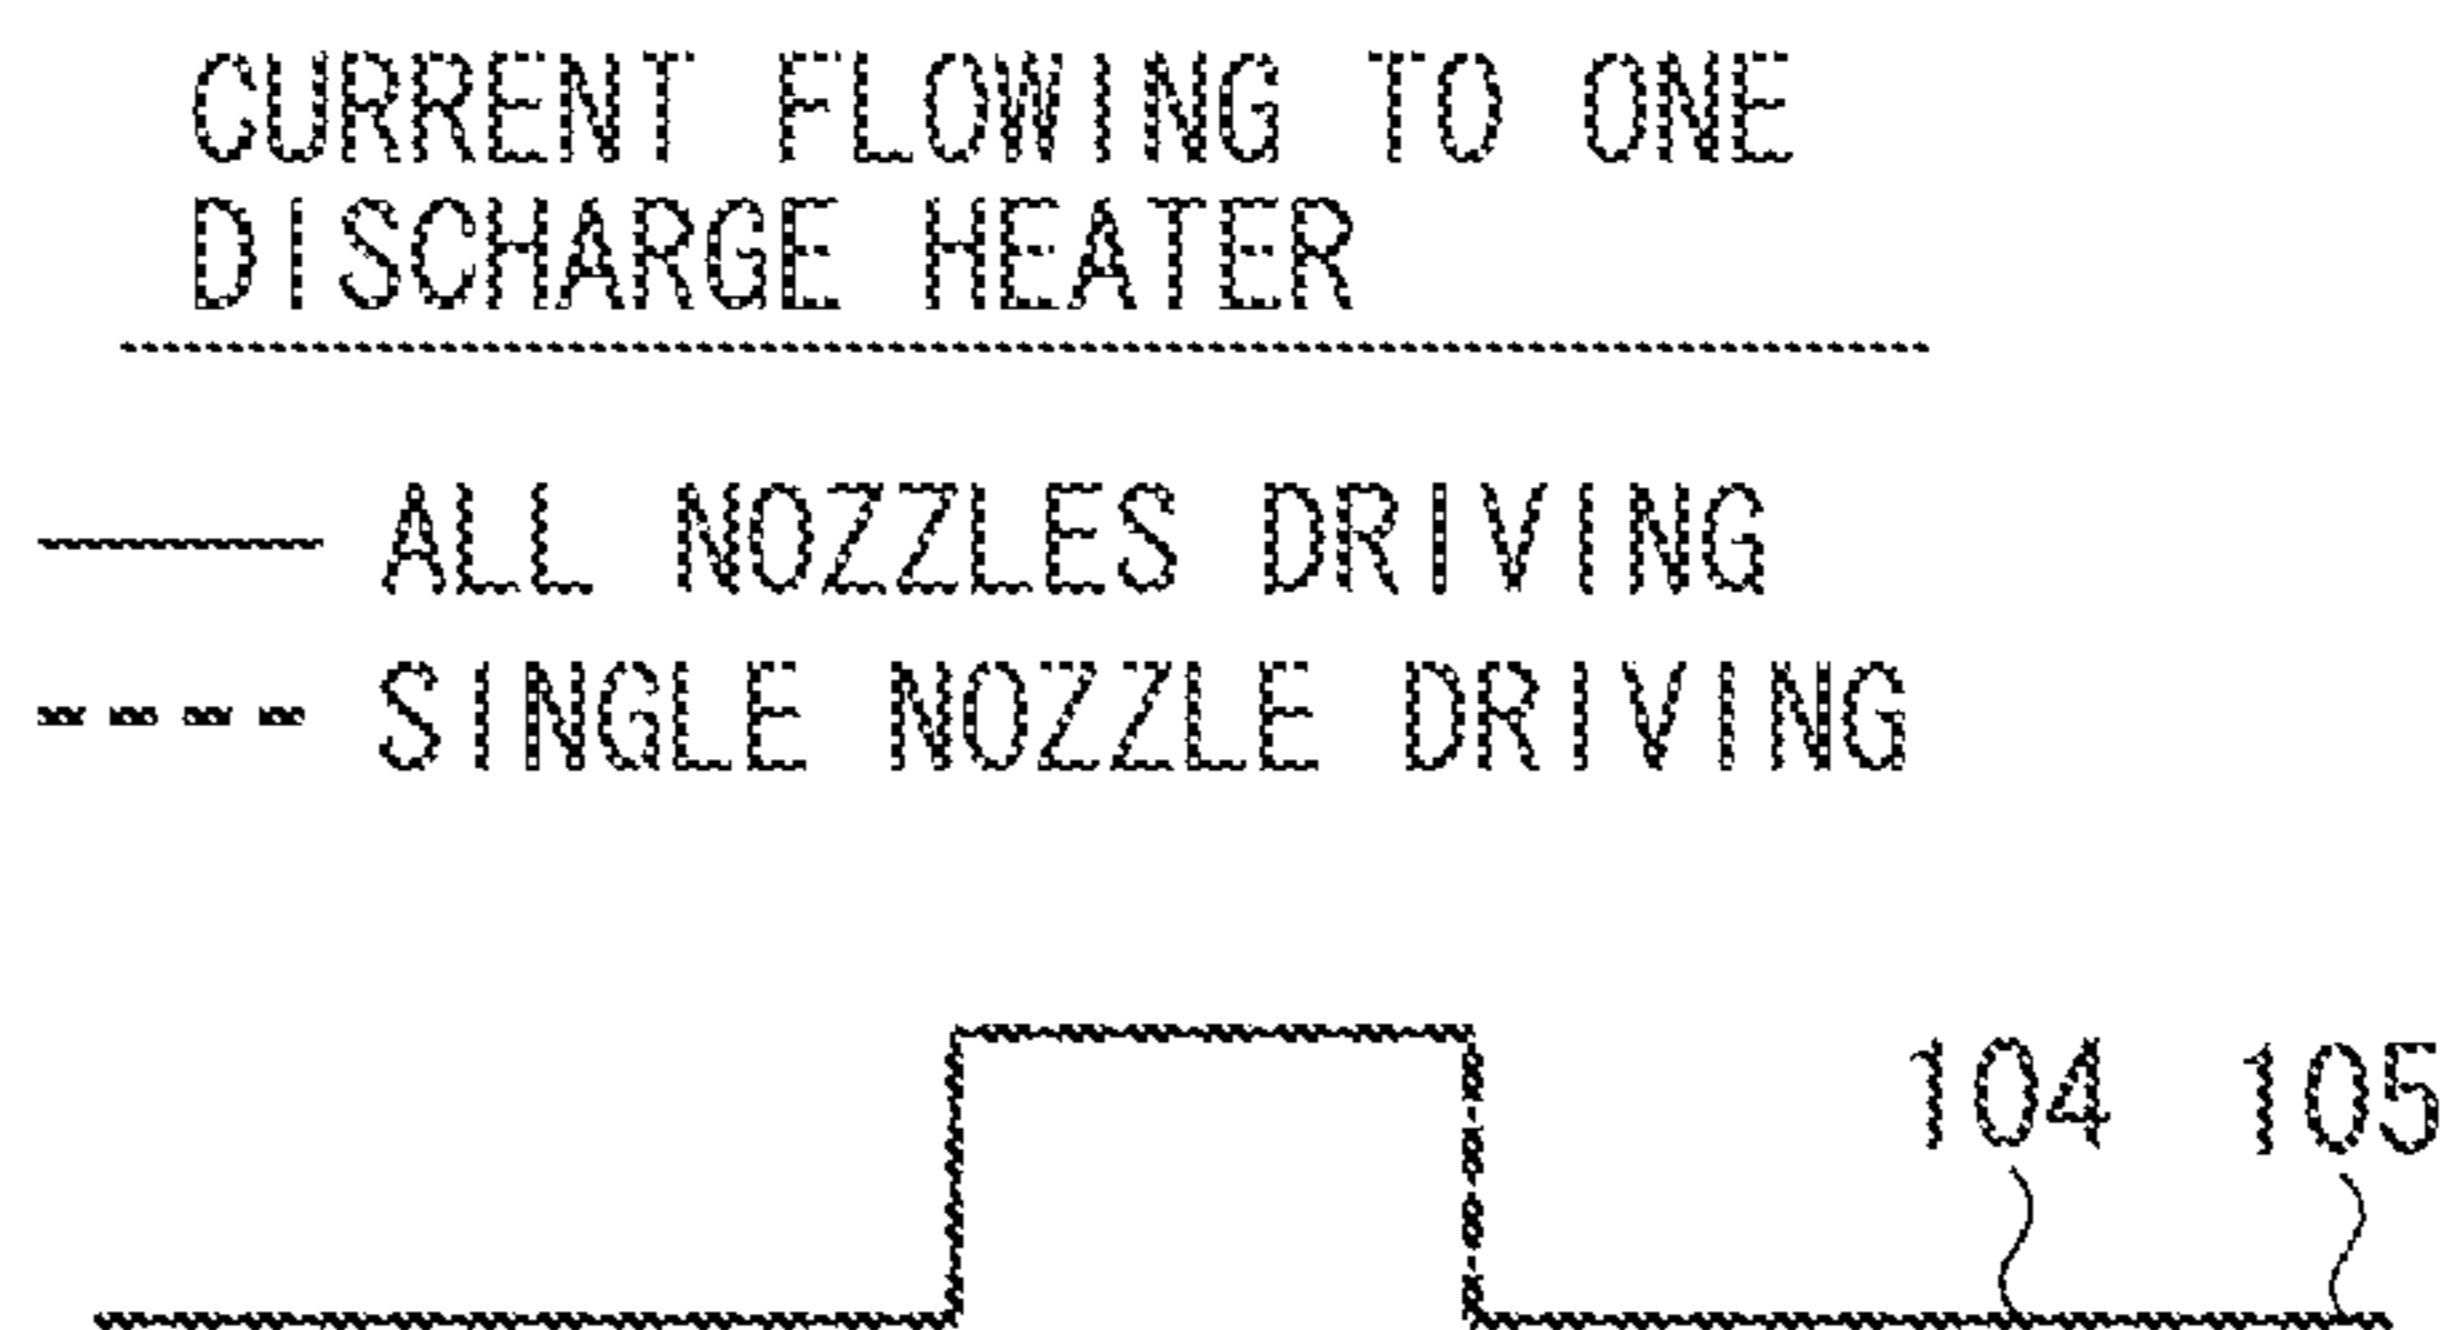 CURRENT FLOWING TO ONE
DISCHARGE HEATER
ALL NOZZLES DRIVING
SINGLE NOZZLE DRIVING
104 105